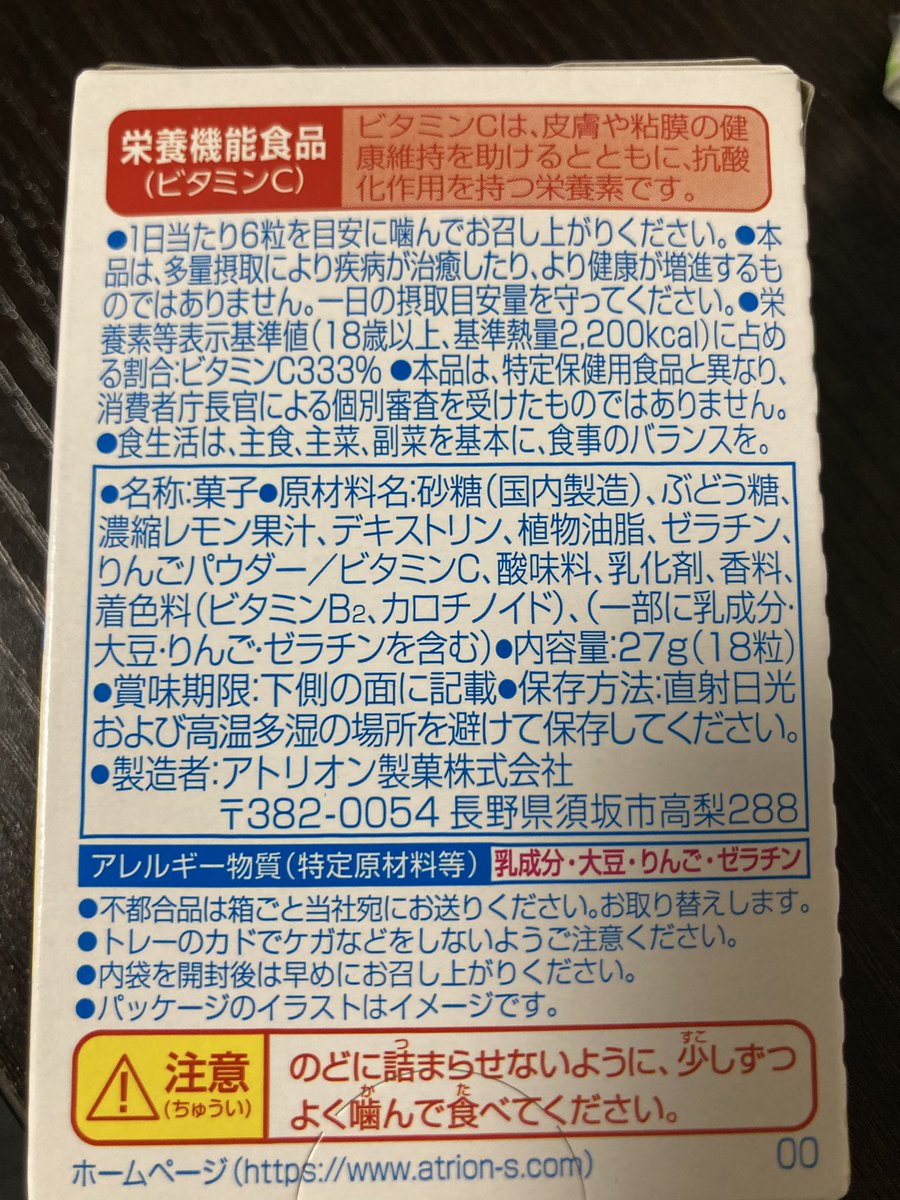 栄養機能食品
(ビタミンC)
ビタミンCは、皮膚や粘膜の健
康維持を助けるとともに、抗酸
化作用を持つ栄養素です。
●1日当たり6粒を目安に噛んでお召し上がりください。●本
品は、多量摂取により疾病が治癒したり、より健康が増進するも
のではありません。一日の摂取目安量を守ってください。●栄
養素等表示基準値(18歳以上、基準熱量2,200kcal)に占め
る割合:ビタミンC333% ●本品は、特定保健用食品と異なり、
消費者庁長官による個別審査を受けたものではありません。
●食生活は、主食、主菜、副菜を基本に、食事のバランスを。
●名称:菓子●原材料名:砂糖(国内製造)、ぶどう糖、
濃縮レモン果汁、デキストリン、植物油脂、ゼラチン、
りんごパウダー/ビタミンC、酸味料、乳化剤、香料、
着色料(ビタミンB₂、カロチノイド)、(一部に乳成分・
大豆・りんご・ゼラチンを含む)●内容量:27g(18粒)
●賞味期限:下側の面に記載●保存方法:直射日光
および高温多湿の場所を避けて保存してください。
●製造者:アトリオン製菓株式会社
〒382-0054 長野県須坂市高梨288
アレルギー物質(特定原材料等) 乳成分・大豆・りんご・ゼラチン
●不都合品は箱ごと当社宛にお送りください。お取り替えします。
●トレーのカドでケガなどをしないようご注意ください。
●内袋を開封後は早めにお召し上がりください。
●パッケージのイラストはイメージです。
注意
(ちゅうい)
のどに詰まらせないように、少しずつ
よく噛んで食べてください。
つ
すこ
か
た
ホームページ(https://www.atrion-s.com)
00